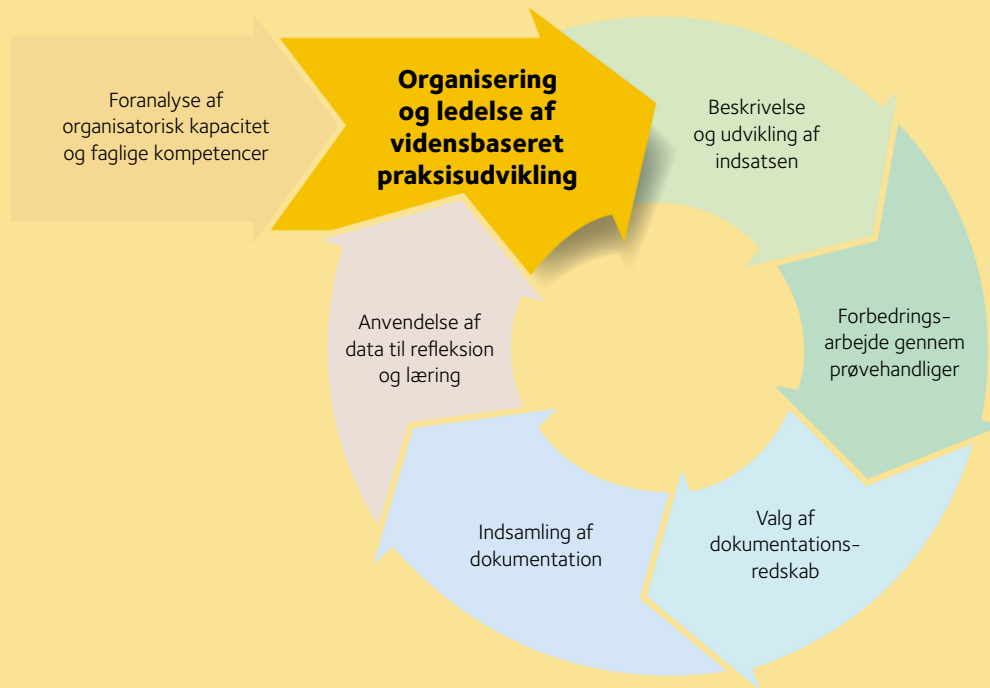 Foranalyse af
organisatorisk kapacitet
og faglige kompetencer
Organisering
og ledelse af
vidensbaseret
praksisudvikling
Beskrivelse
og udvikling af
indsatsen
Forbedrings-
arbejde gennem
prøvehandliger
Valg af
dokumentations-
redskab
Indsamling af
dokumentation
Anvendelse af
data til refleksion
og læring